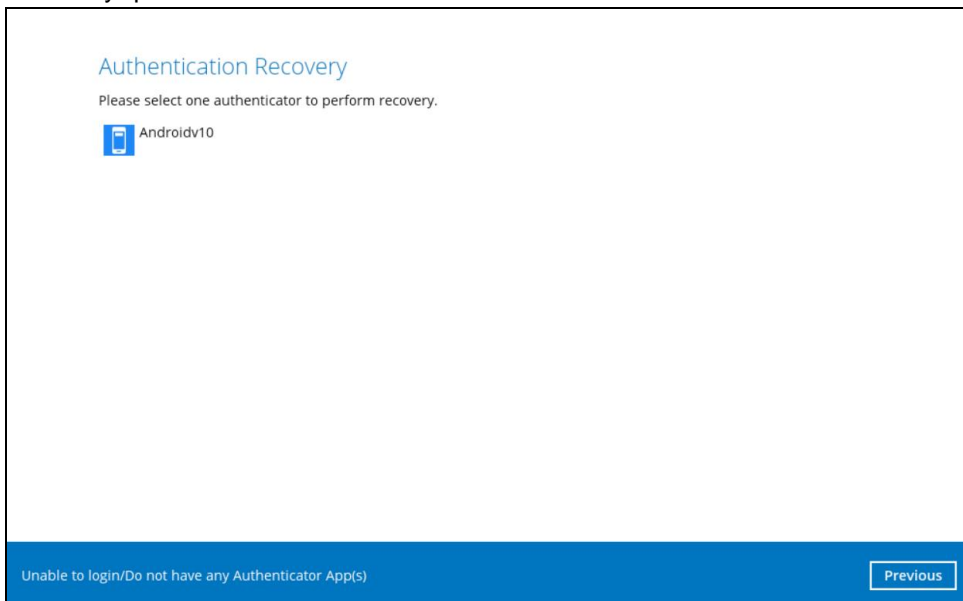 Authentication Recovery
Please select one authenticator to perform recovery.
Androidv10
Unable to login/Do not have any Authenticator App(s)
Previous